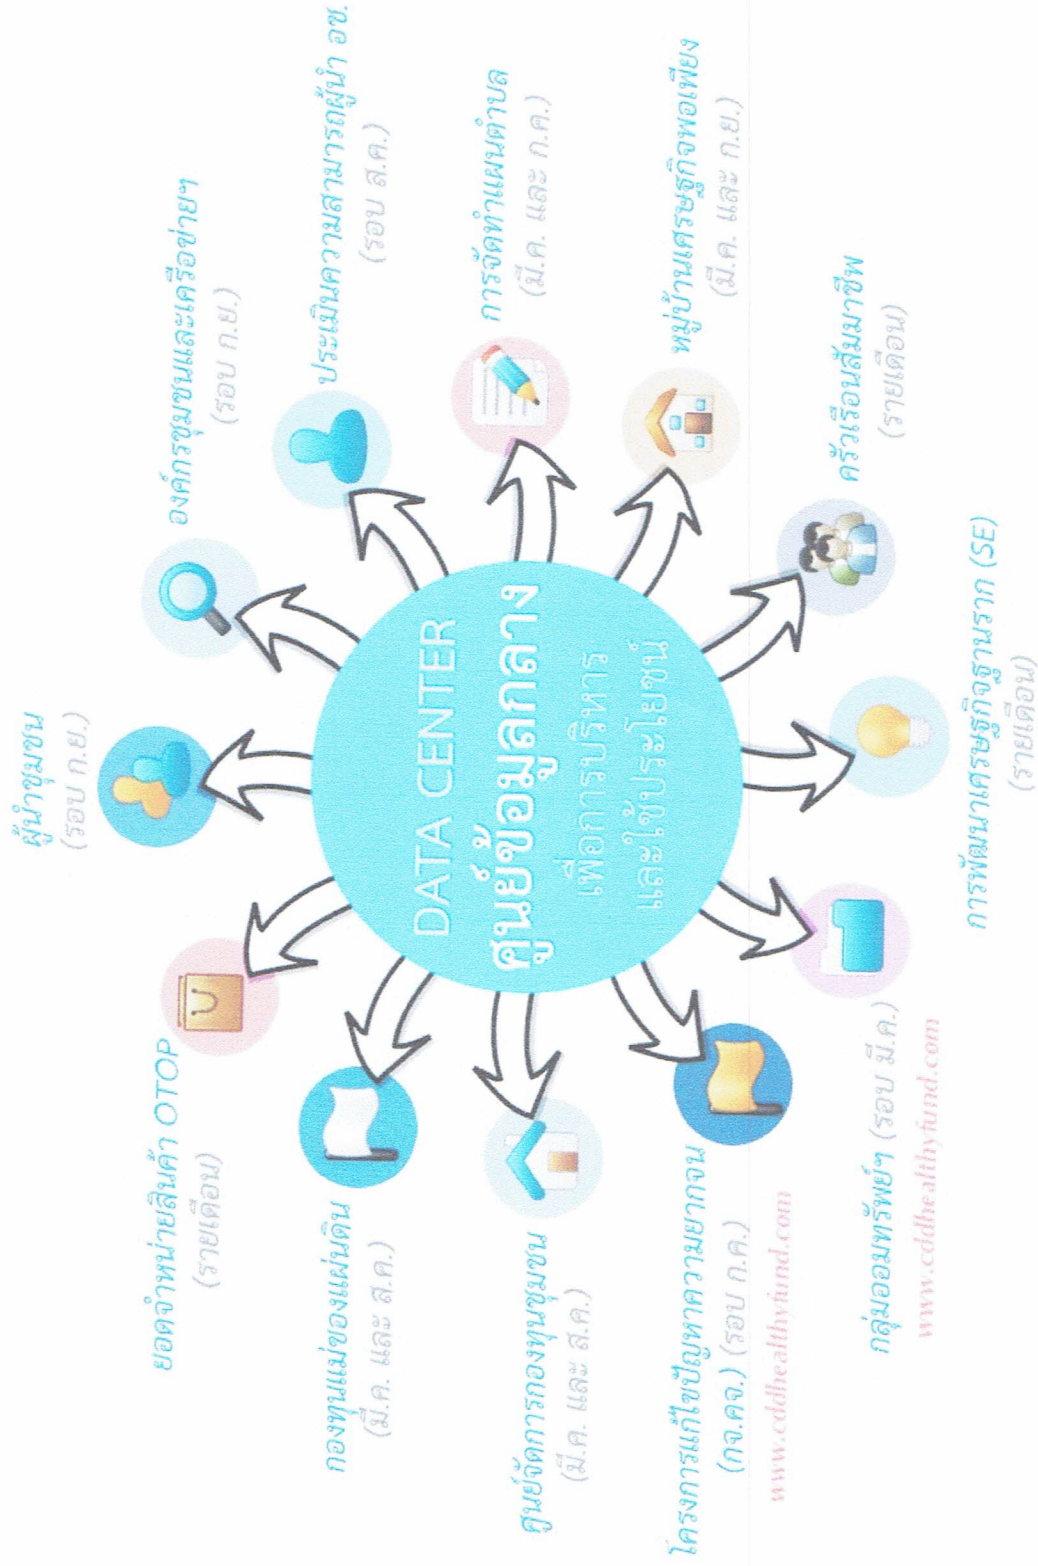 DATA CENTER
ศูนย์ข้อมูลกลาง
เพื่อการบริหาร
และใช้ประโยชน์
ผู้นำชุมชน
(รอบ ก.ย.)
องค์กรชุมชนและเครือข่ายฯ
(รอบ ก.ย.)
ประเมินความสามารถผู้นำ อช.
(รอบ ส.ค.)
การจัดทำแผนตำบล
(มี.ค. และ ก.ค.)
หมู่บ้านเศรษฐกิจพอเพียง
(มี.ค. และ ก.ย.)
ครัวเรือนสัมมาชีพ
(รายเดือน)
การพัฒนาเศรษฐกิจฐานราก (SE)
(รายเดือน)
กลุ่มออมทรัพย์ฯ (รอบ มี.ค.)
www.cddhealthyfund.com
โครงการแก้ไขปัญหาความยากจน
(กจ.คจ.) (รอบ ก.ค.)
www.cddhealthyfund.com
ศูนย์จัดการกองทุนชุมชน
(มี.ค. และ ส.ค.)
กองทุนแม่ของแผ่นดิน
(มี.ค. และ ส.ค.)
ยอดจำหน่ายสินค้า OTOP
(รายเดือน)